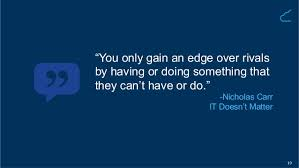 “You only gain an edge over rivals
by having or doing something that
they can’t have or do.”
-Nicholas Carr
IT Doesn’t Matter
19